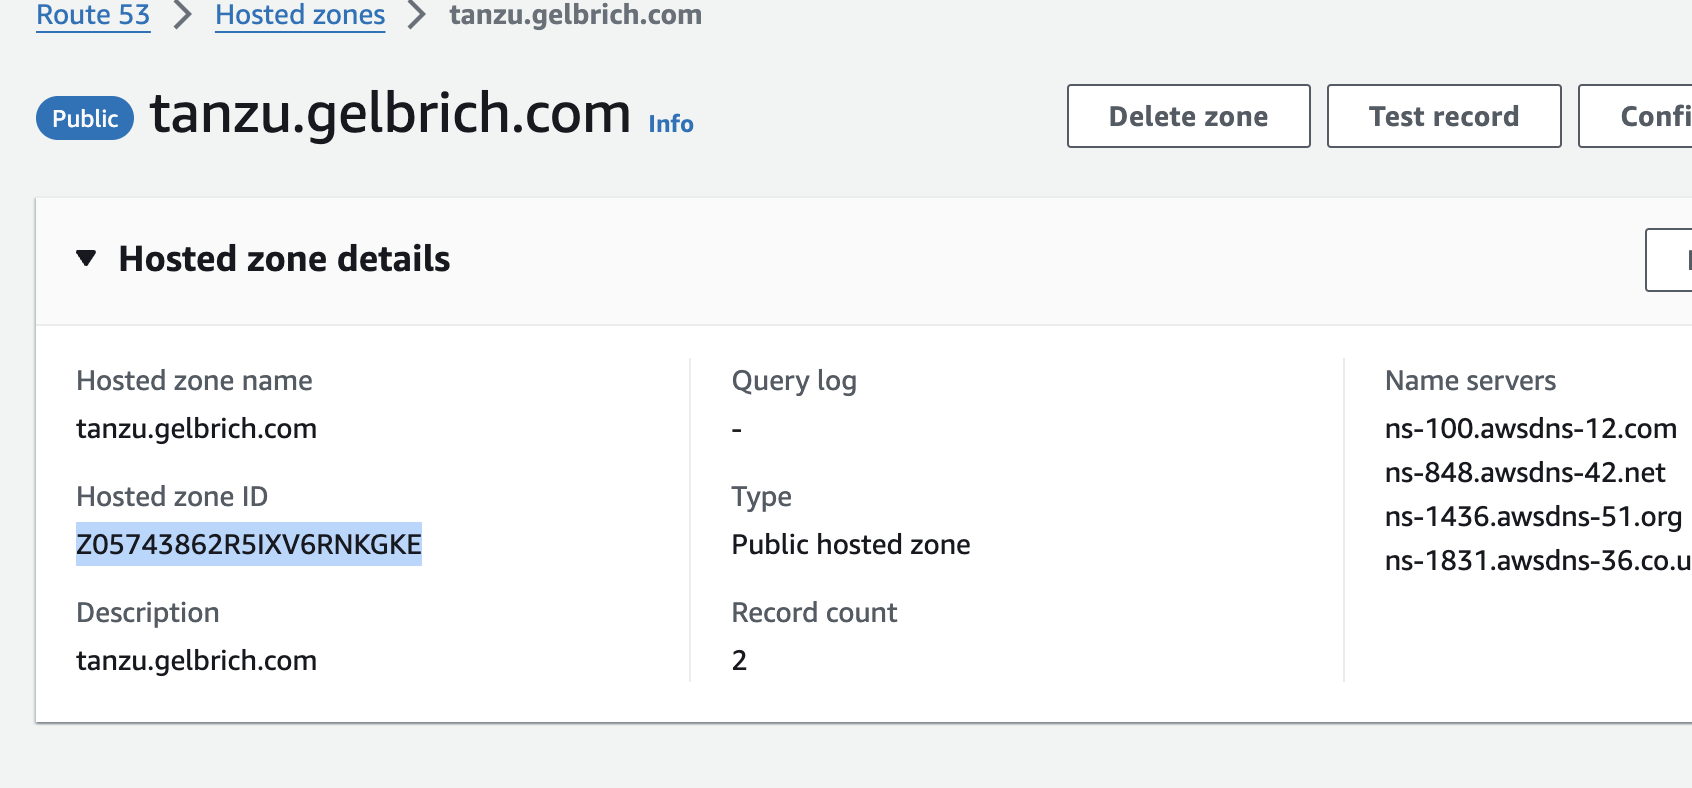 Route 53 > Hosted zones > tanzu.gelbrich.com
Public tanzu.gelbrich.com Info
Delete zone
Test record
Confi
Hosted zone details
Hosted zone name
tanzu.gelbrich.com
Hosted zone ID
Z05743862R5IXV6RNKGKE
Description
tanzu.gelbrich.com
Query log
-
Type
Public hosted zone
Record count
2
Name servers
ns-100.awsdns-12.com
ns-848.awsdns-42.net
ns-1436.awsdns-51.org
ns-1831.awsdns-36.co.u